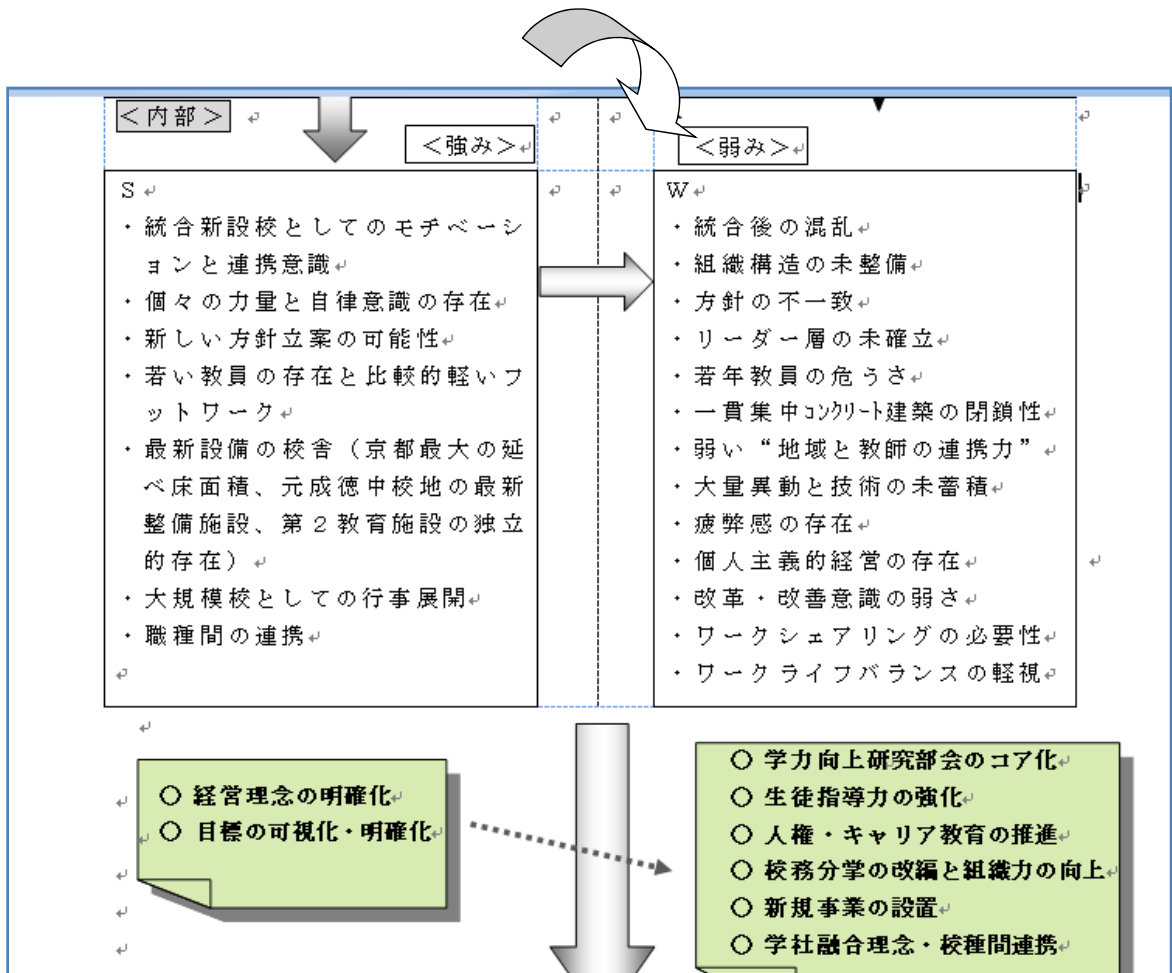 ＜内部＞
＜強み＞
＜弱み＞
S
・統合新設校としてのモチベーシ
ョンと連携意識
・個々の力量と自律意識の存在
・新しい方針立案の可能性
・若い教員の存在と比較的軽いフ
ットワーク
・最新設備の校舎（京都最大の延
べ床面積、元成徳中校地の最新
整備施設、第２教育施設の独立
的存在）
・大規模校としての行事展開
・職種間の連携
W
・統合後の混乱
・組織構造の未整備
・方針の不一致
・リーダー層の未確立
・若年教員の危うさ
・一貫集中ｺﾝｸﾘｰﾄ建築の閉鎖性
・弱い“地域と教師の連携力”
・大量異動と技術の未蓄積
・疲弊感の存在
・個人主義的経営の存在
・改革・改善意識の弱さ
・ワークシェアリングの必要性
・ワークライフバランスの軽視
○ 経営理念の明確化
○ 目標の可視化・明確化
○ 学力向上研究部会のコア化
○ 生徒指導力の強化
○ 人権・キャリア教育の推進
○ 校務分掌の改編と組織力の向上
○ 新規事業の設置
○ 学社融合理念・校種間連携